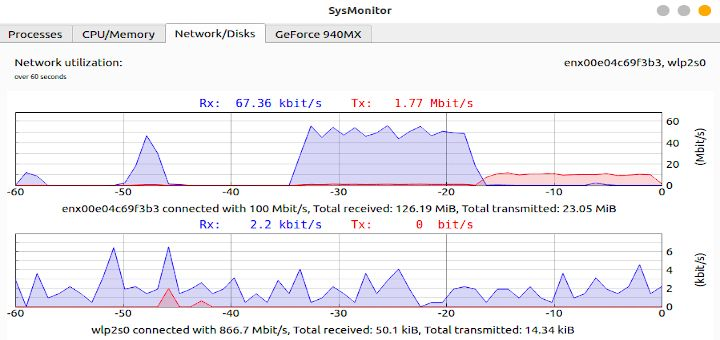 SysMonitor
Processes CPU/Memory Network/Disks GeForce 940MX
Network utilization: enx00e04c69f3b3, wlp2s0
over 60 seconds
Rx: 67.36 kbit/s Tx: 1.77 Mbit/s
60
40
20
0
(Mbit/s)
-60 -50 -40 -30 -20 -10 0
enx00e04c69f3b3 connected with 100 Mbit/s, Total received: 126.19 MiB, Total transmitted: 23.05 MiB
Rx: 2.2 kbit/s Tx: 0 bit/s
6
4
2
0
(kbit/s)
-60 -50 -40 -30 -20 -10 0
wlp2s0 connected with 866.7 Mbit/s, Total received: 50.1 kiB, Total transmitted: 14.34 kiB